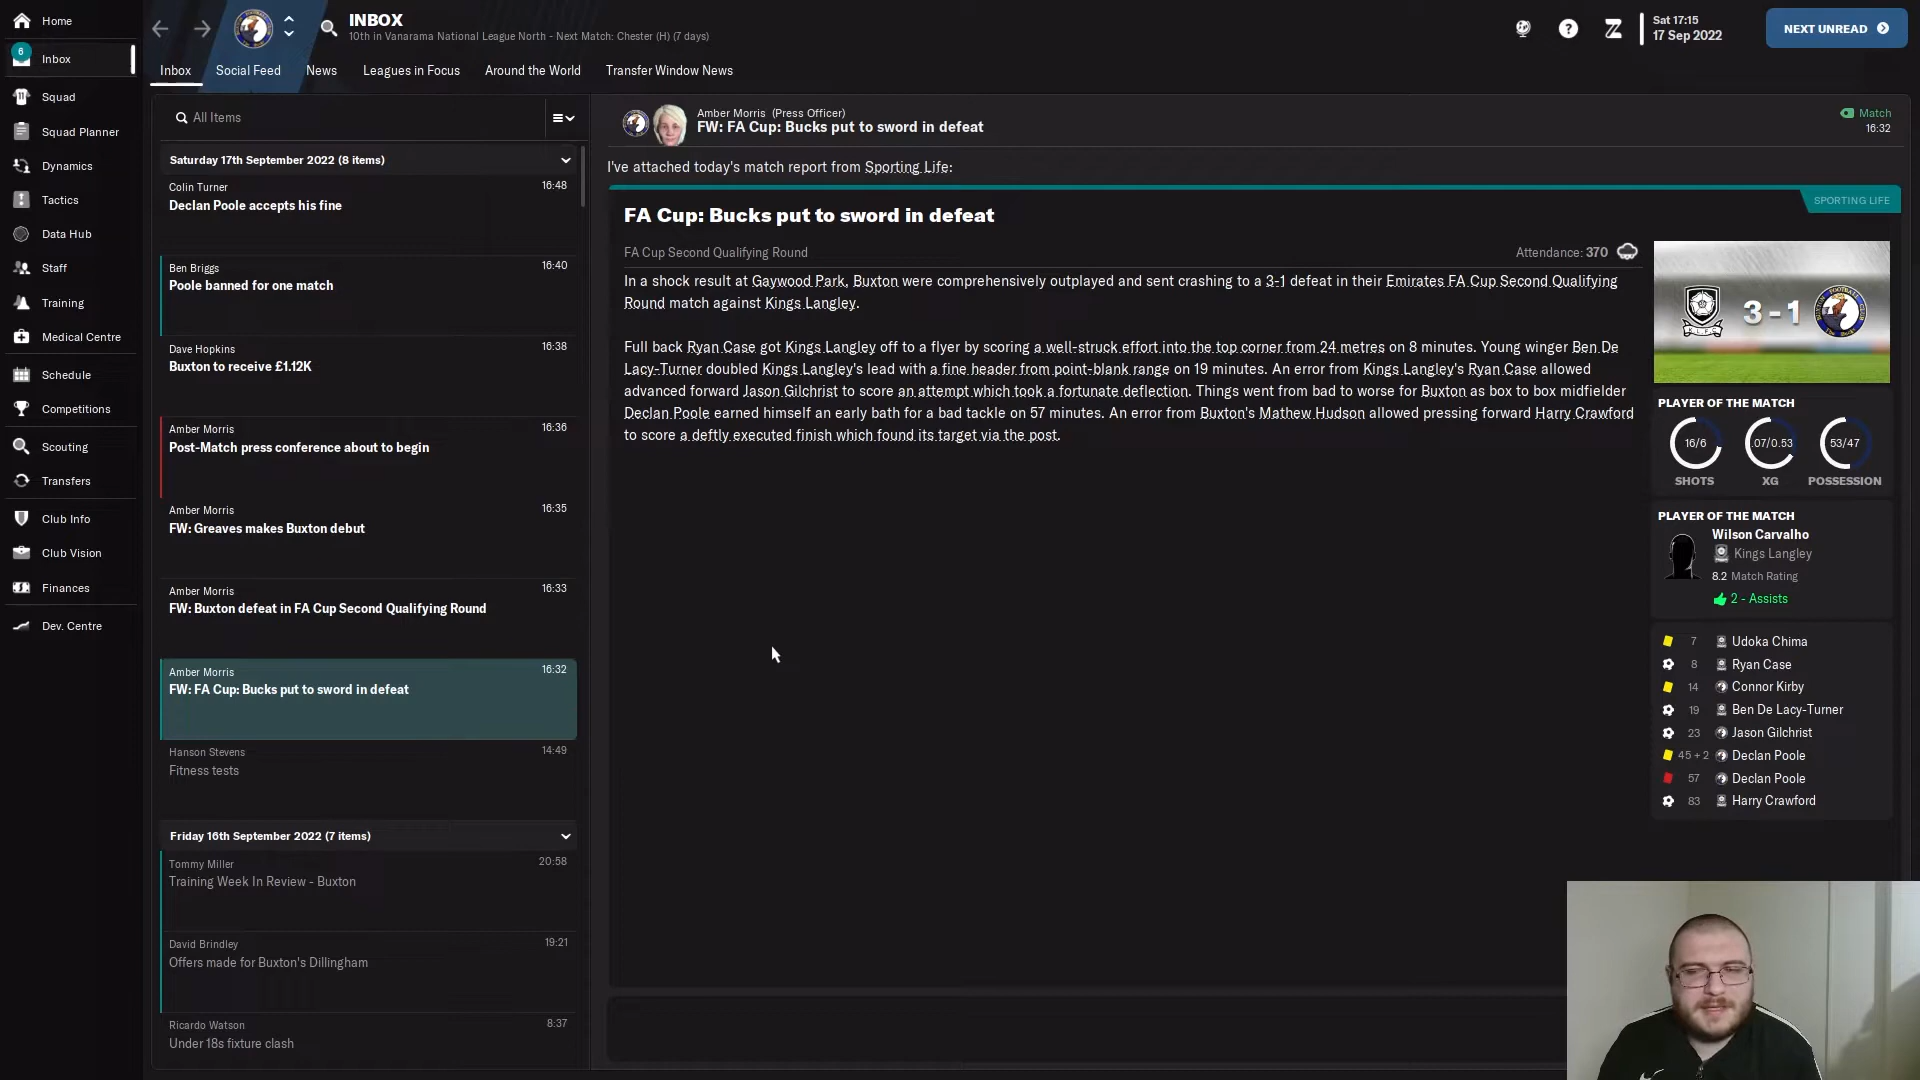 Home
6
Inbox
Squad
Squad Planner
Dynamics
Tactics
Data Hub
Staff
Training
Medical Centre
Schedule
Competitions
Scouting
Transfers
Club Info
Club Vision
Finances
Dev. Centre
INBOX
10th in Vanarama National League North - Next Match: Chester (H) (7 days)
Sat 17:15
17 Sep 2022
NEXT UNREAD
Inbox
Social Feed
News
Leagues in Focus
Around the World
Transfer Window News
All Items
Saturday 17th September 2022 (8 items)
Colin Turner 16:48
Declan Poole accepts his fine
Ben Briggs 16:40
Poole banned for one match
Dave Hopkins 16:38
Buxton to receive £1.12K
Amber Morris 16:36
Post-Match press conference about to begin
Amber Morris 16:35
FW: Greaves makes Buxton debut
Amber Morris 16:33
FW: Buxton defeat in FA Cup Second Qualifying Round
Amber Morris 16:32
FW: FA Cup: Bucks put to sword in defeat
Hanson Stevens 14:49
Fitness tests
Friday 16th September 2022 (7 items)
Tommy Miller 20:58
Training Week In Review - Buxton
David Brindley 19:21
Offers made for Buxton's Dillingham
Ricardo Watson 8:37
Under 18s fixture clash
Amber Morris (Press Officer)
FW: FA Cup: Bucks put to sword in defeat
Match
16:32
I've attached today's match report from Sporting Life:
SPORTING LIFE
FA Cup: Bucks put to sword in defeat
FA Cup Second Qualifying Round
Attendance: 370
In a shock result at Gaywood Park, Buxton were comprehensively outplayed and sent crashing to a 3-1 defeat in their Emirates FA Cup Second Qualifying
Round match against Kings Langley.
Full back Ryan Case got Kings Langley off to a flyer by scoring a well-struck effort into the top corner from 24 metres on 8 minutes. Young winger Ben De
Lacy-Turner doubled Kings Langley's lead with a fine header from point-blank range on 19 minutes. An error from Kings Langley's Ryan Case allowed
advanced forward Jason Gilchrist to score an attempt which took a fortunate deflection. Things went from bad to worse for Buxton as box to box midfielder
Declan Poole earned himself an early bath for a bad tackle on 57 minutes. An error from Buxton's Mathew Hudson allowed pressing forward Harry Crawford
to score a deftly executed finish which found its target via the post.
3 - 1
PLAYER OF THE MATCH
16/6
.07/0.53
53/47
SHOTS
XG
POSSESSION
PLAYER OF THE MATCH
Wilson Carvalho
Kings Langley
8.2 Match Rating
2 - Assists
7 Udoka Chima
8 Ryan Case
14 Connor Kirby
19 Ben De Lacy-Turner
23 Jason Gilchrist
45 + 2 Declan Poole
57 Declan Poole
83 Harry Crawford